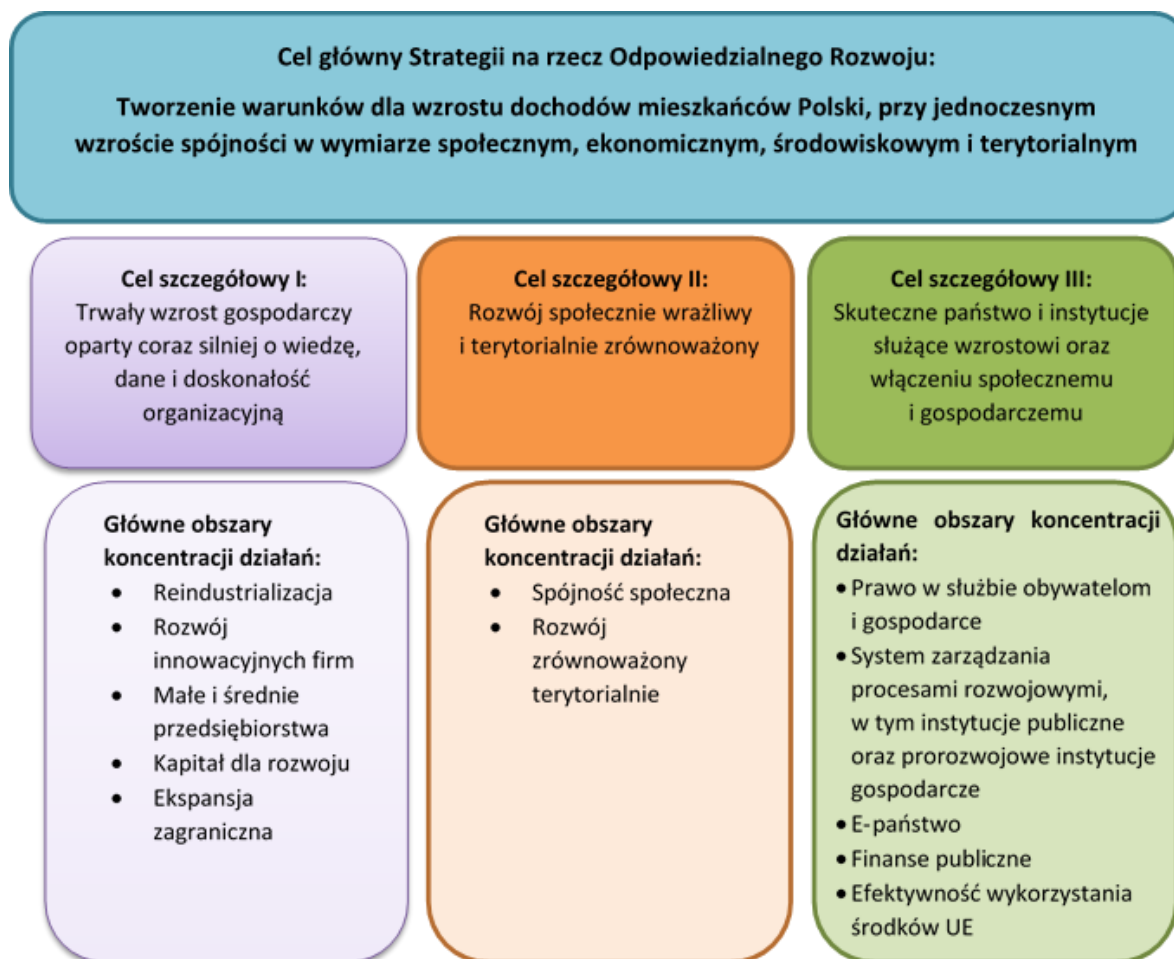 Cel główny Strategii na rzecz Odpowiedzialnego Rozwoju:
Tworzenie warunków dla wzrostu dochodów mieszkańców Polski, przy jednoczesnym
wzroście spójności w wymiarze społecznym, ekonomicznym, środowiskowym i terytorialnym
Cel szczegółowy I:
Trwały wzrost gospodarczy
oparty coraz silniej o wiedzę,
dane i doskonałość
organizacyjną
Cel szczegółowy II:
Rozwój społecznie wrażliwy
i terytorialnie zrównoważony
Cel szczegółowy III:
Skuteczne państwo i instytucje
służące wzrostowi oraz
włączeniu społecznemu
i gospodarczemu
Główne obszary
koncentracji działań:
• Reindustrializacja
• Rozwój
innowacyjnych firm
• Małe i średnie
przedsiębiorstwa
• Kapitał dla rozwoju
• Ekspansja
zagraniczna
Główne obszary
koncentracji działań:
• Spójność społeczna
• Rozwój
zrównoważony
terytorialnie
Główne obszary koncentracji
działań:
• Prawo w służbie obywatelom
i gospodarce
• System zarządzania
procesami rozwojowymi,
w tym instytucje publiczne
oraz prorozwojowe instytucje
gospodarcze
• E-państwo
• Finanse publiczne
• Efektywność wykorzystania
środków UE